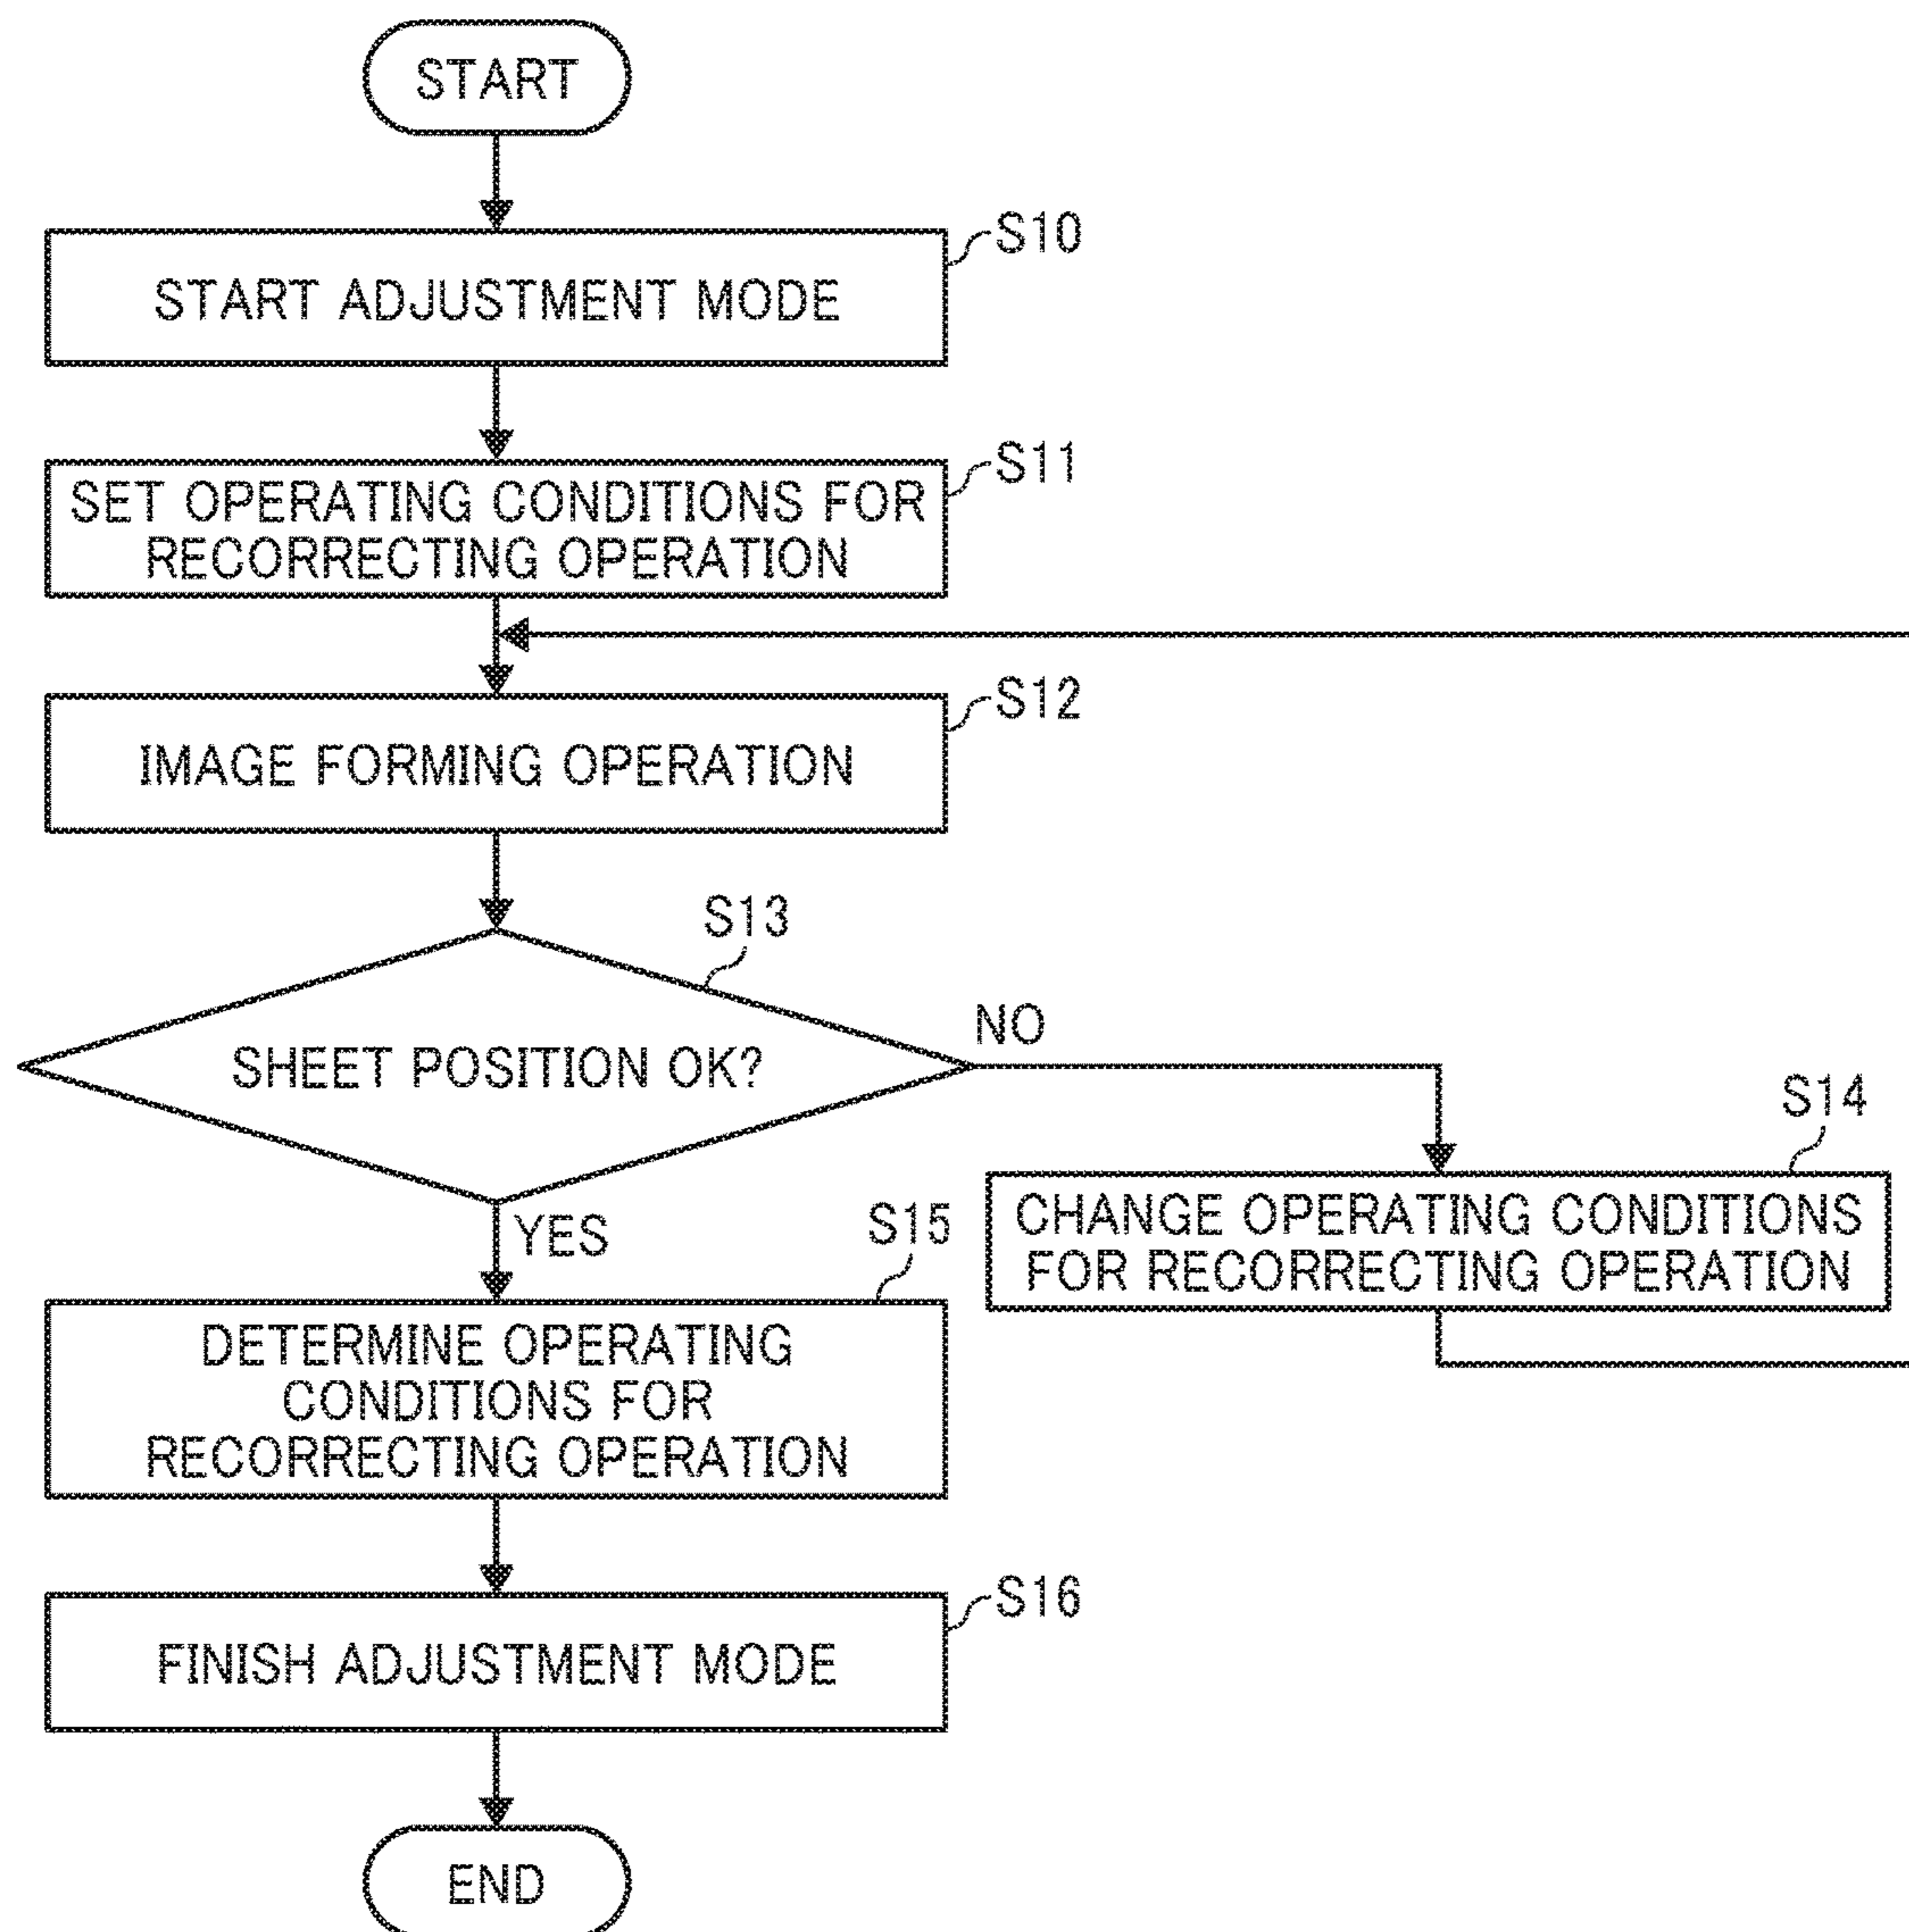 START
S10
START ADJUSTMENT MODE
S11
SET OPERATING CONDITIONS FOR
RECORRECTING OPERATION
S12
IMAGE FORMING OPERATION
S13
SHEET POSITION OK?
NO
S14
CHANGE OPERATING CONDITIONS
FOR RECORRECTING OPERATION
YES
S15
DETERMINE OPERATING
CONDITIONS FOR
RECORRECTING OPERATION
S16
FINISH ADJUSTMENT MODE
END